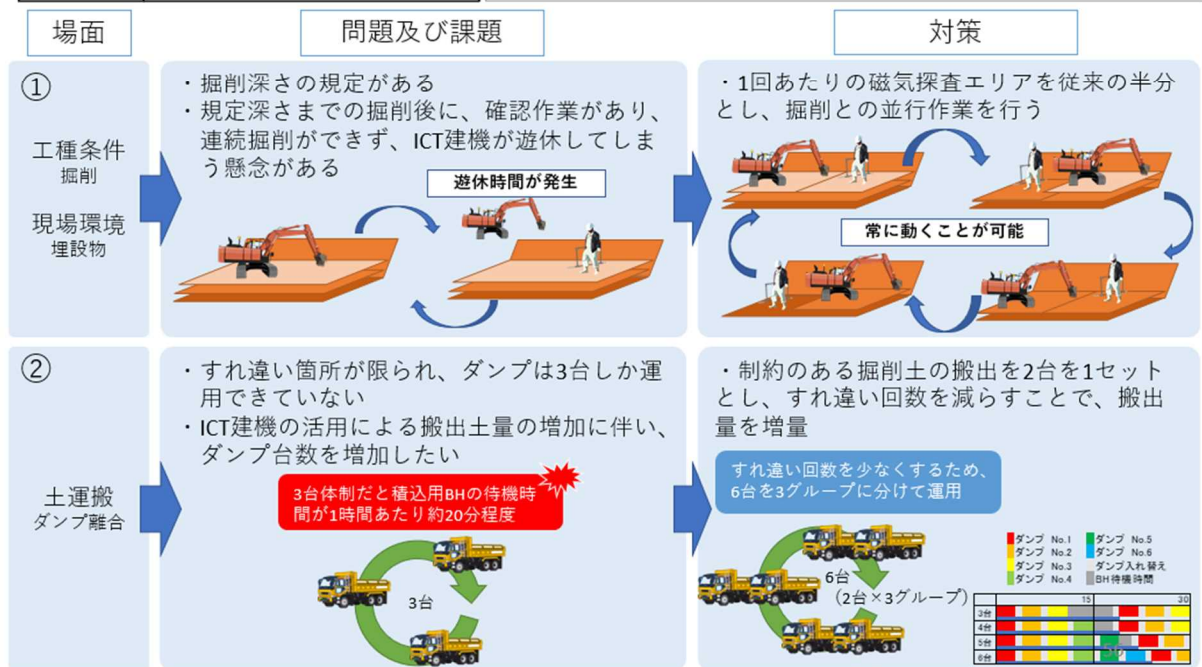 場面
問題及び課題
対策
①
工種条件
掘削
現場環境
埋設物
・掘削深さの規定がある
・規定深さまでの掘削後に、確認作業があり、
連続掘削ができず、ICT建機が遊休してしま
う懸念がある
遊休時間が発生
・1回あたりの磁気探査エリアを従来の半分
とし、掘削との並行作業を行う
常に動くことが可能
②
土運搬
ダンプ離合
・すれ違い箇所が限られ、ダンプは3台しか運
用できていない
・ICT建機の活用による搬出土量の増加に伴い、
ダンプ台数を増加したい
3台体制だと積込用BHの待機時
間が1時間あたり約20分程度
3台
・制約のある掘削土の搬出を2台を1セット
とし、すれ違い回数を減らすことで、搬出
量を増量
すれ違い回数を少なくするため、
6台を3グループに分けて運用
6台
（2台×3グループ）
ダンプ No.1
ダンプ No.2
ダンプ No.3
ダンプ No.4
ダンプ No.5
ダンプ No.6
ダンプ入れ替え
BH待機時間
15 30
3台
4台
5台
6台